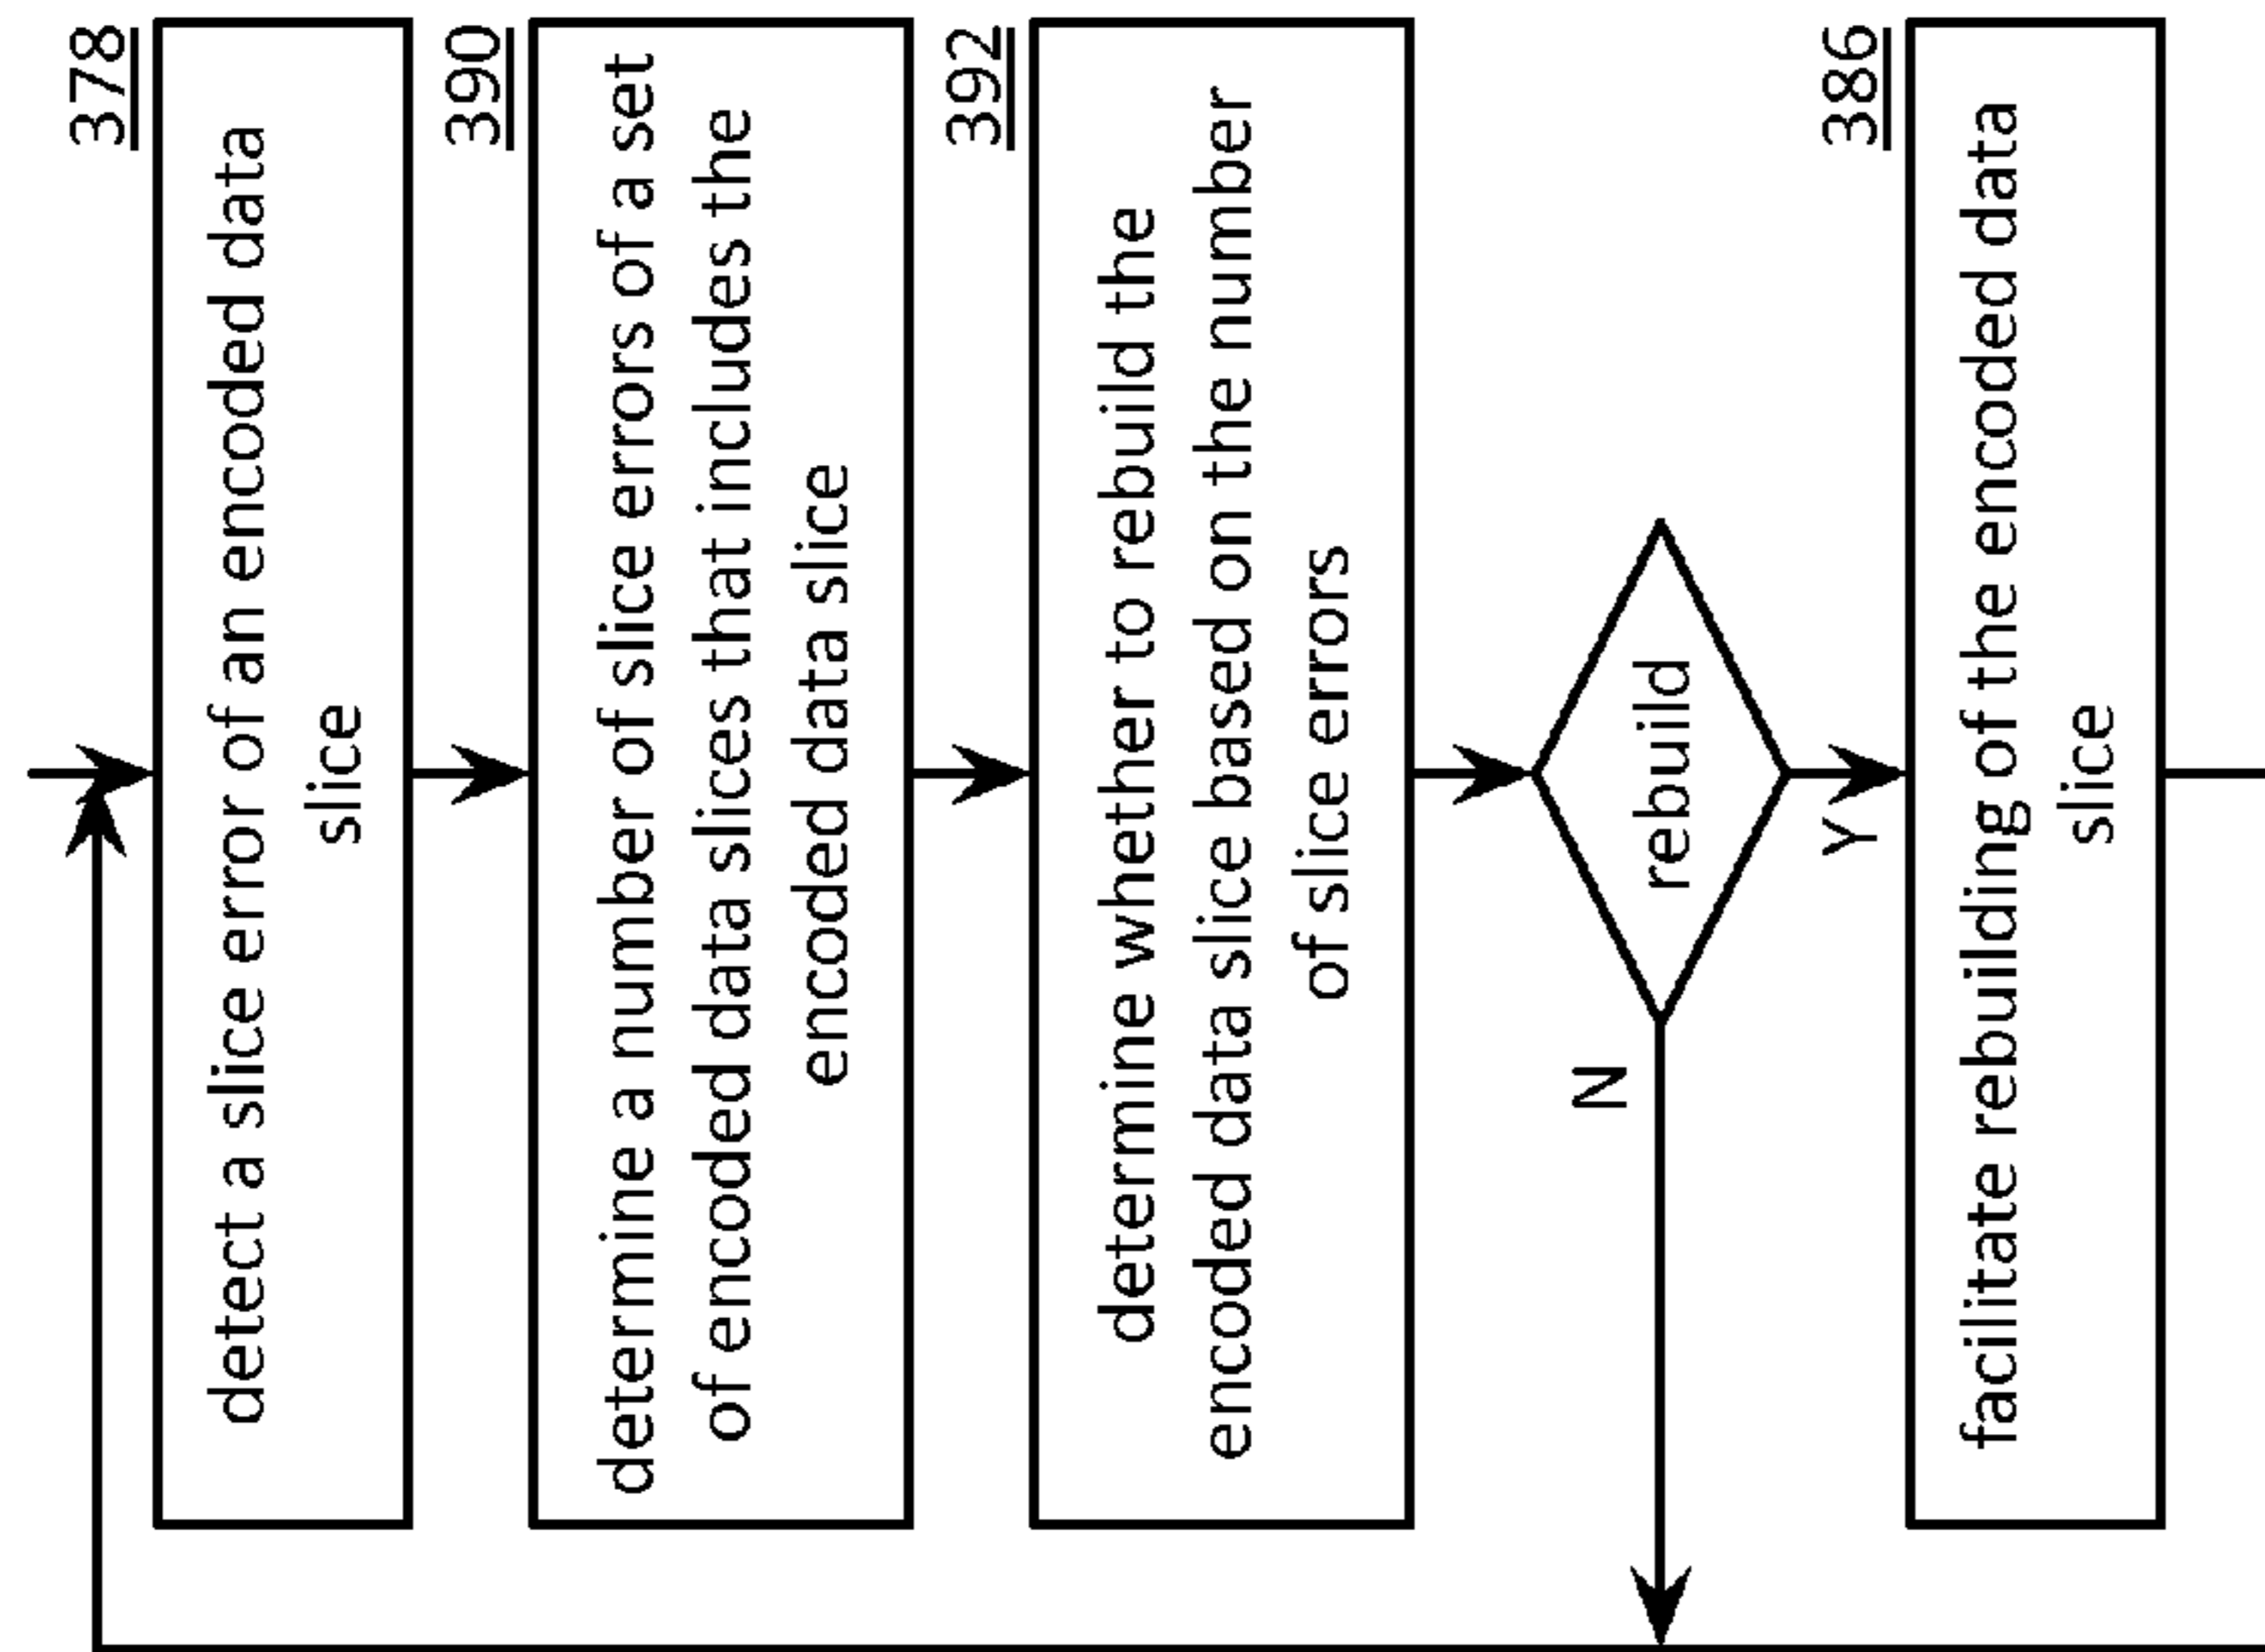 378
detect a slice error of an encoded data
slice
390
determine a number of slice errors of a set
of encoded data slices that includes the
encoded data slice
392
determine whether to rebuild the
encoded data slice based on the number
of slice errors
rebuild
N
Y
386
facilitate rebuilding of the encoded data
slice